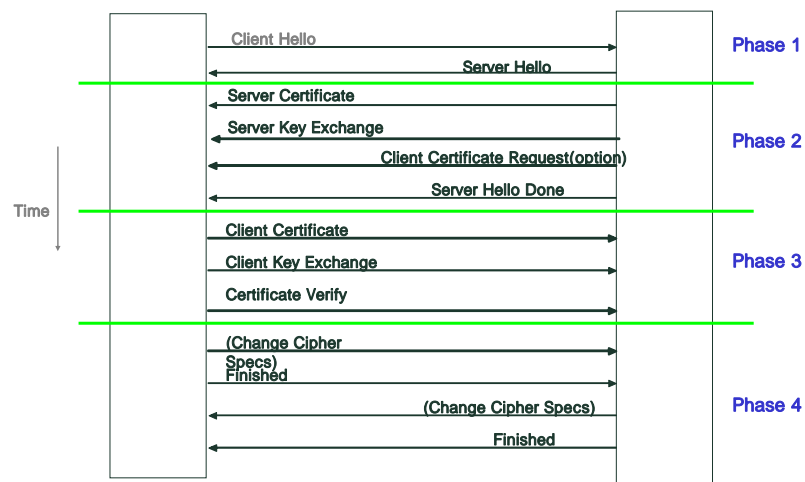 Client Hello
Phase 1
Server Hello
Server Certificate
Server Key Exchange
Phase 2
Client Certificate Request(option)
Server Hello Done
Time
Client Certificate
Client Key Exchange
Phase 3
Certificate Verify
(Change Cipher
Specs)
Finished
(Change Cipher Specs)
Phase 4
Finished